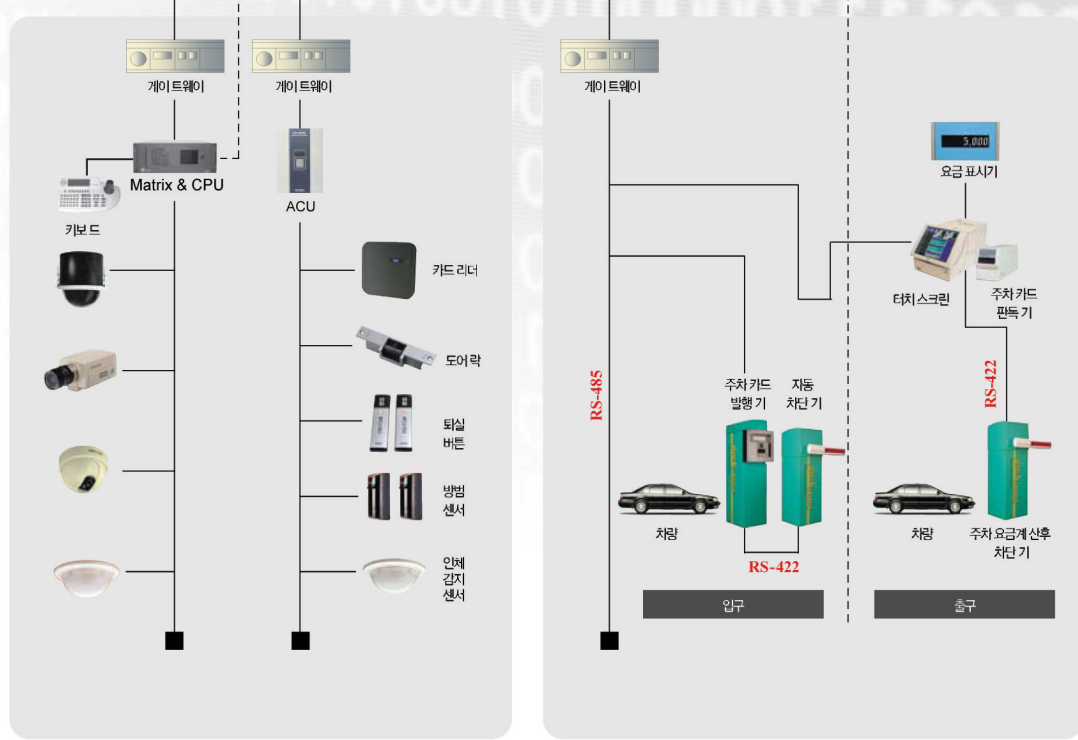 게이트웨이
게이트웨이
Matrix & CPU
키보드
ACU
카드 리더
도어 락
퇴실
버튼
방범
센서
인체
감지
센서
게이트웨이
5,000
요금 표시기
터치 스크린
주차 카드
판독기
RS-485
주차 카드
발행기
자동
차단기
RS-422
차량
RS-422
입구
차량
주차 요금계산후
차단기
출구